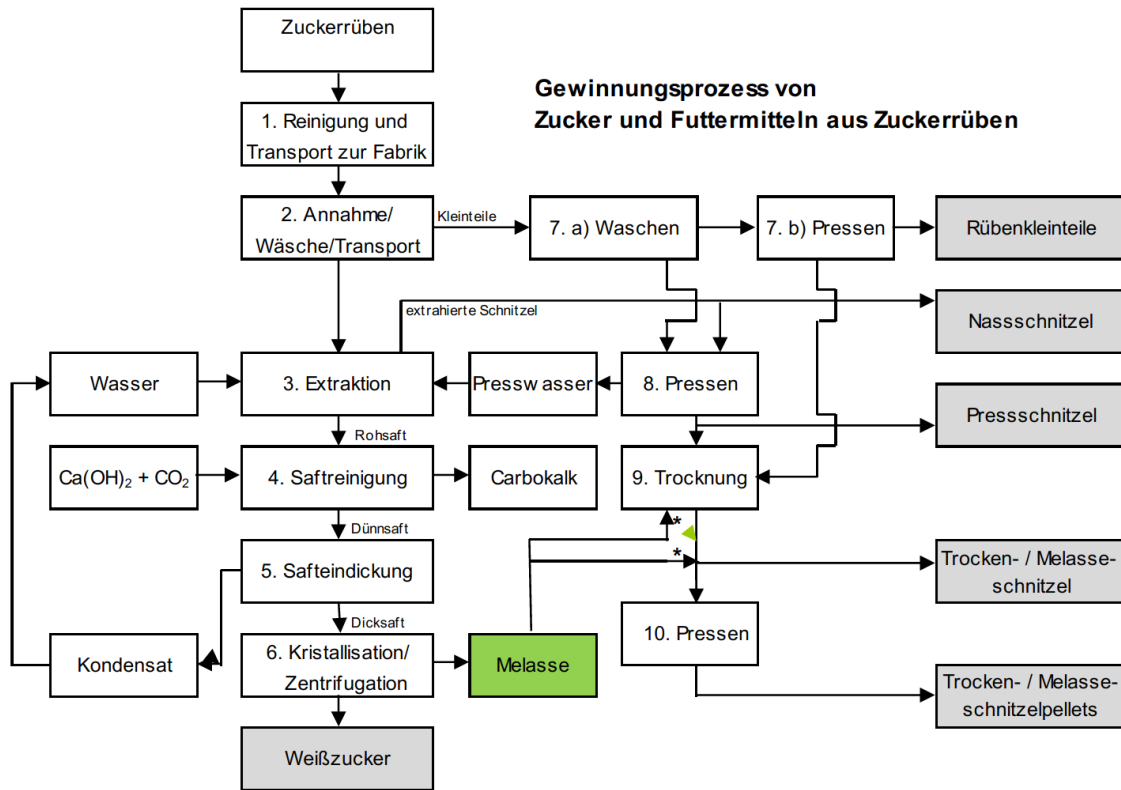 Zuckerrüben
Gewinnungsprozess von
Zucker und Futtermitteln aus Zuckerrüben
1. Reinigung und
Transport zur Fabrik
2. Annahme/
Wäsche/Transport
Kleinteile
7. a) Waschen
7. b) Pressen
Rübenkleinteile
extrahierte Schnitzel
Nassschnitzel
Wasser
3. Extraktion
Presswasser
8. Pressen
Pressschnitzel
Rohsaft
Ca(OH)₂ + CO₂
4. Saftreinigung
Carbokalk
9. Trocknung
Dünnsaft
*
*
5. Safteindickung
Trocken- / Melasse-
schnitzel
Dicksaft
Kondensat
6. Kristallisation/
Zentrifugation
Melasse
10. Pressen
Trocken- / Melasse-
schnitzelpellets
Weißzucker